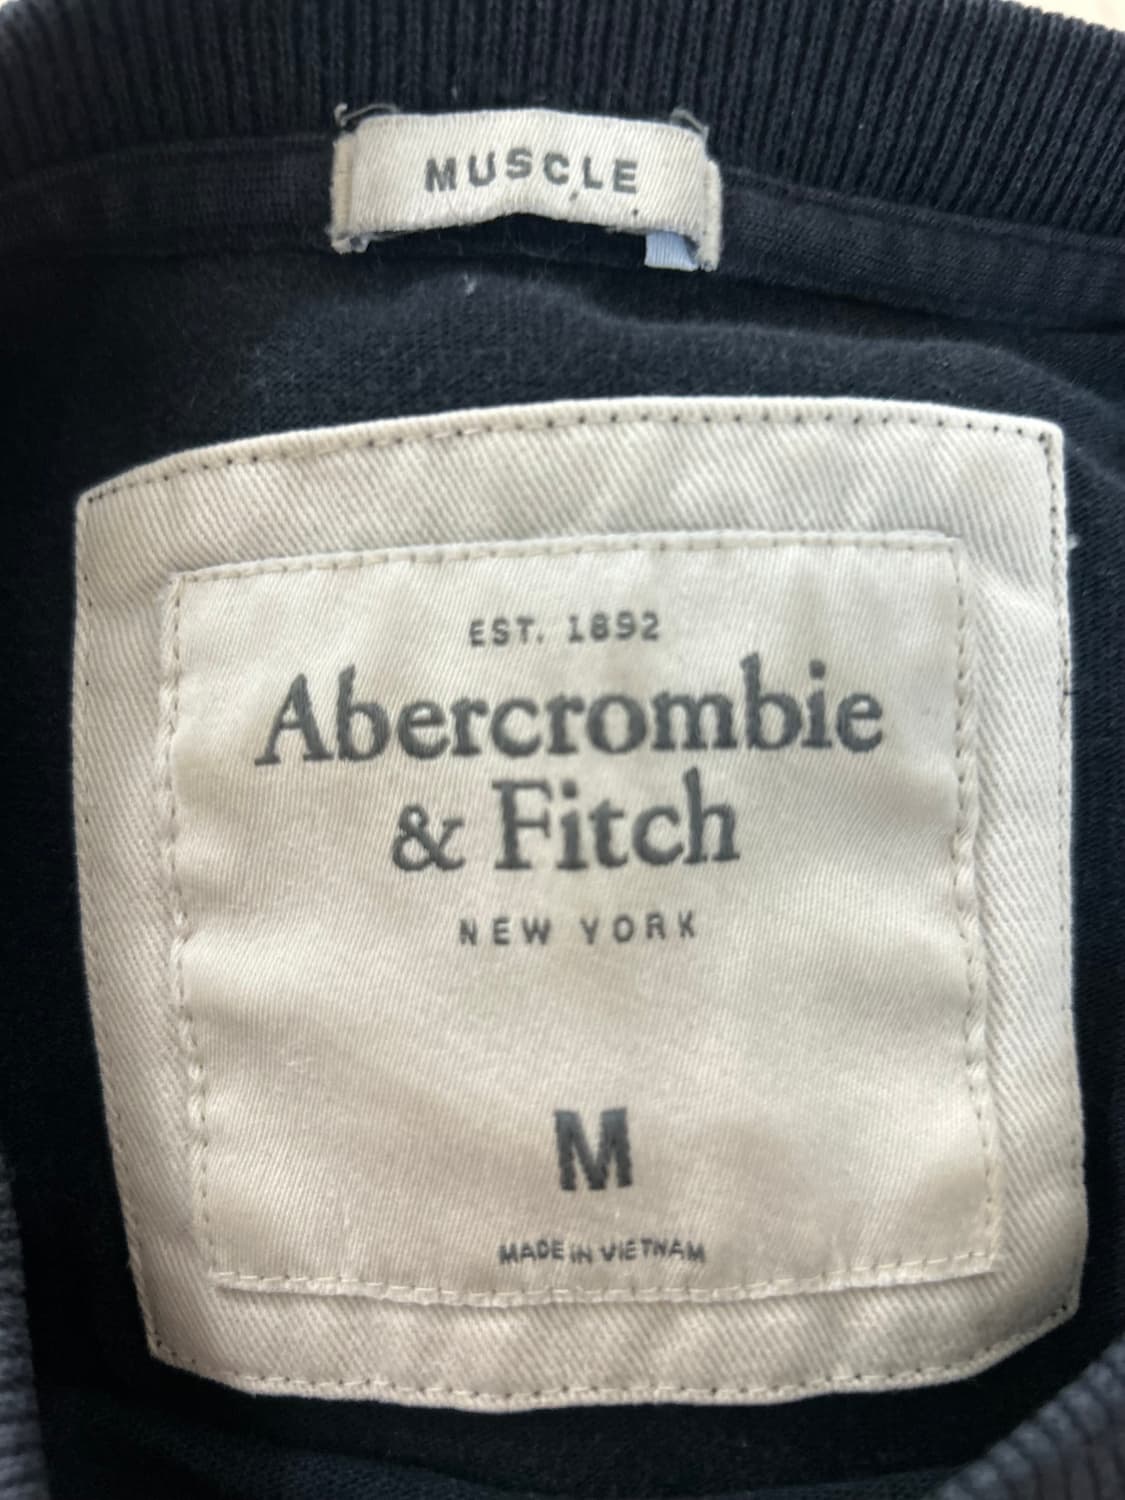 MUSCLE
EST. 1892
Abercrombie
& Fitch
NEW YORK
M
MADE IN VIETNAM